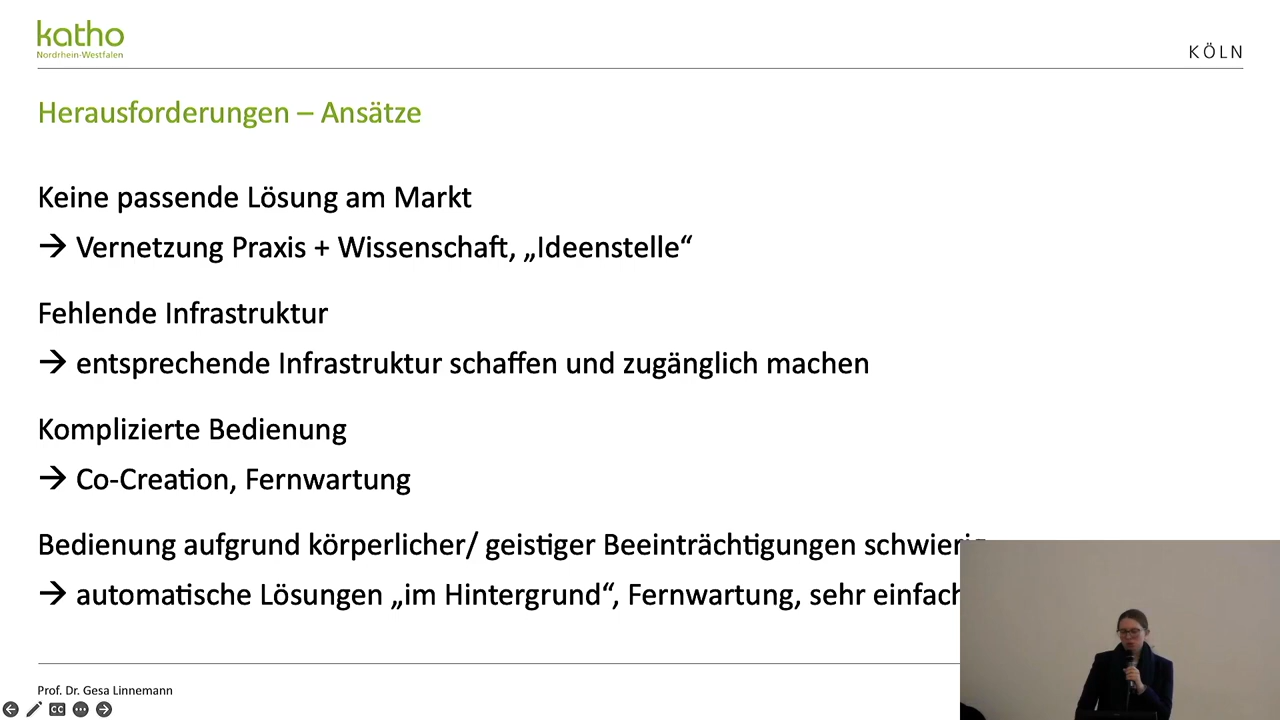 katho
Nordrhein-Westfalen
KÖLN
Herausforderungen – Ansätze
Keine passende Lösung am Markt
→ Vernetzung Praxis + Wissenschaft, „Ideenstelle“
Fehlende Infrastruktur
→ entsprechende Infrastruktur schaffen und zugänglich machen
Komplizierte Bedienung
→ Co-Creation, Fernwartung
Bedienung aufgrund körperlicher/ geistiger Beeinträchtigungen schwierig
→ automatische Lösungen „im Hintergrund“, Fernwartung, sehr einfach
Prof. Dr. Gesa Linnemann
CC